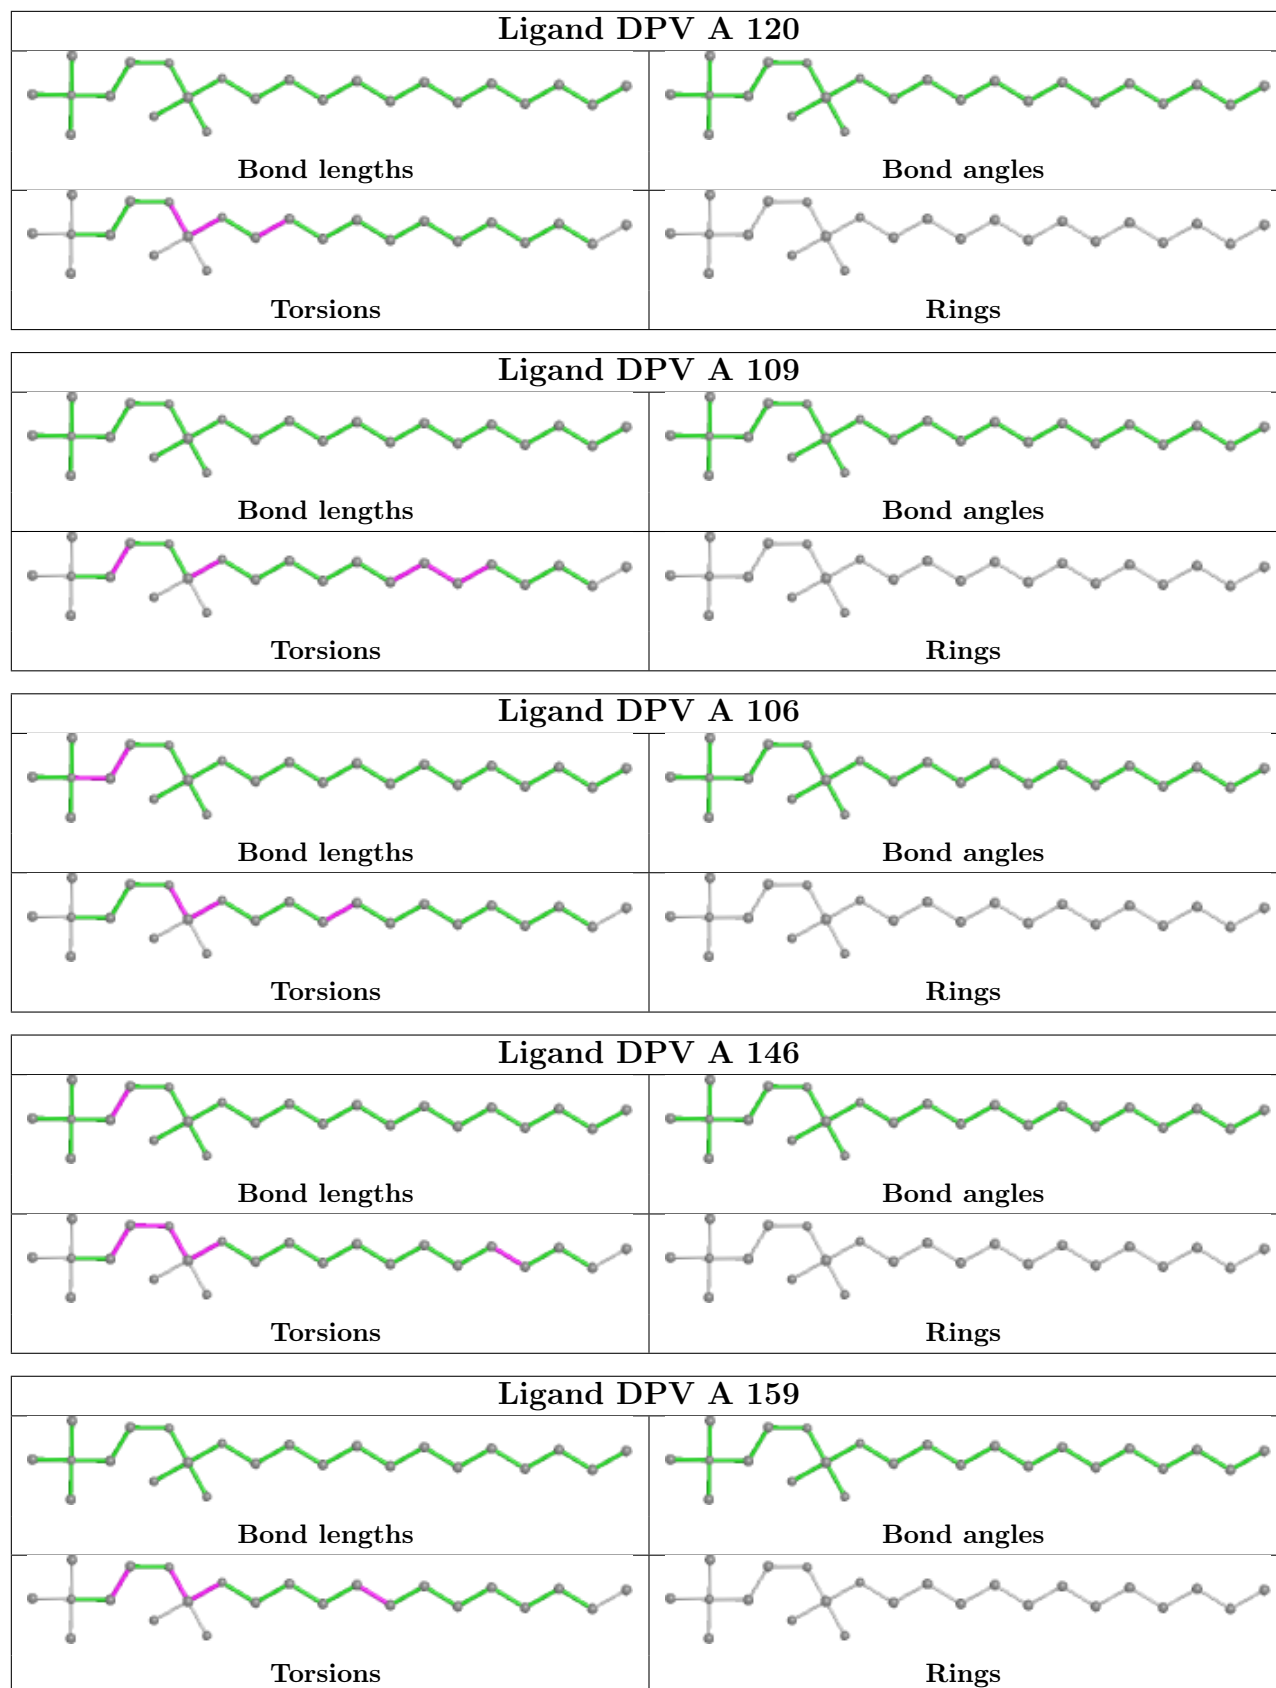 Ligand DPV A 120
Bond lengths
Bond angles
Torsions
Rings
Ligand DPV A 109
Bond lengths
Bond angles
Torsions
Rings
Ligand DPV A 106
Bond lengths
Bond angles
Torsions
Rings
Ligand DPV A 146
Bond lengths
Bond angles
Torsions
Rings
Ligand DPV A 159
Bond lengths
Bond angles
Torsions
Rings